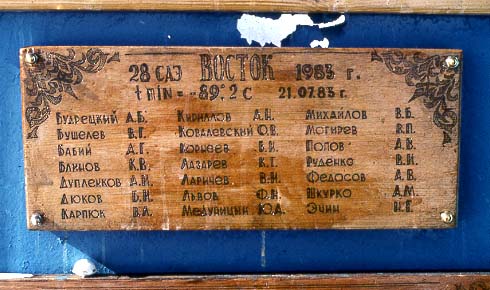 28 САЭ ВОСТОК 1983 г.
t min = -89°.2 С 21.07.83 г.
Будрецкий А.Б. Кириллов А.Н. Михайлов В.Б.
Бушелев В.Г. Ковалевский О.В. Могирев В.П.
Бабий А.Г. Корнеев В.И. Попов А.В.
Блинов К.В. Лазарев К.Г. Руденко В.И.
Дупленков А.И. Ларичев В.И. Федосов А.В.
Дюков Б.И. Львов Ф.Н. Шкурко А.М.
Карпюк В.А. Медуницын Ю.Д. Эчин